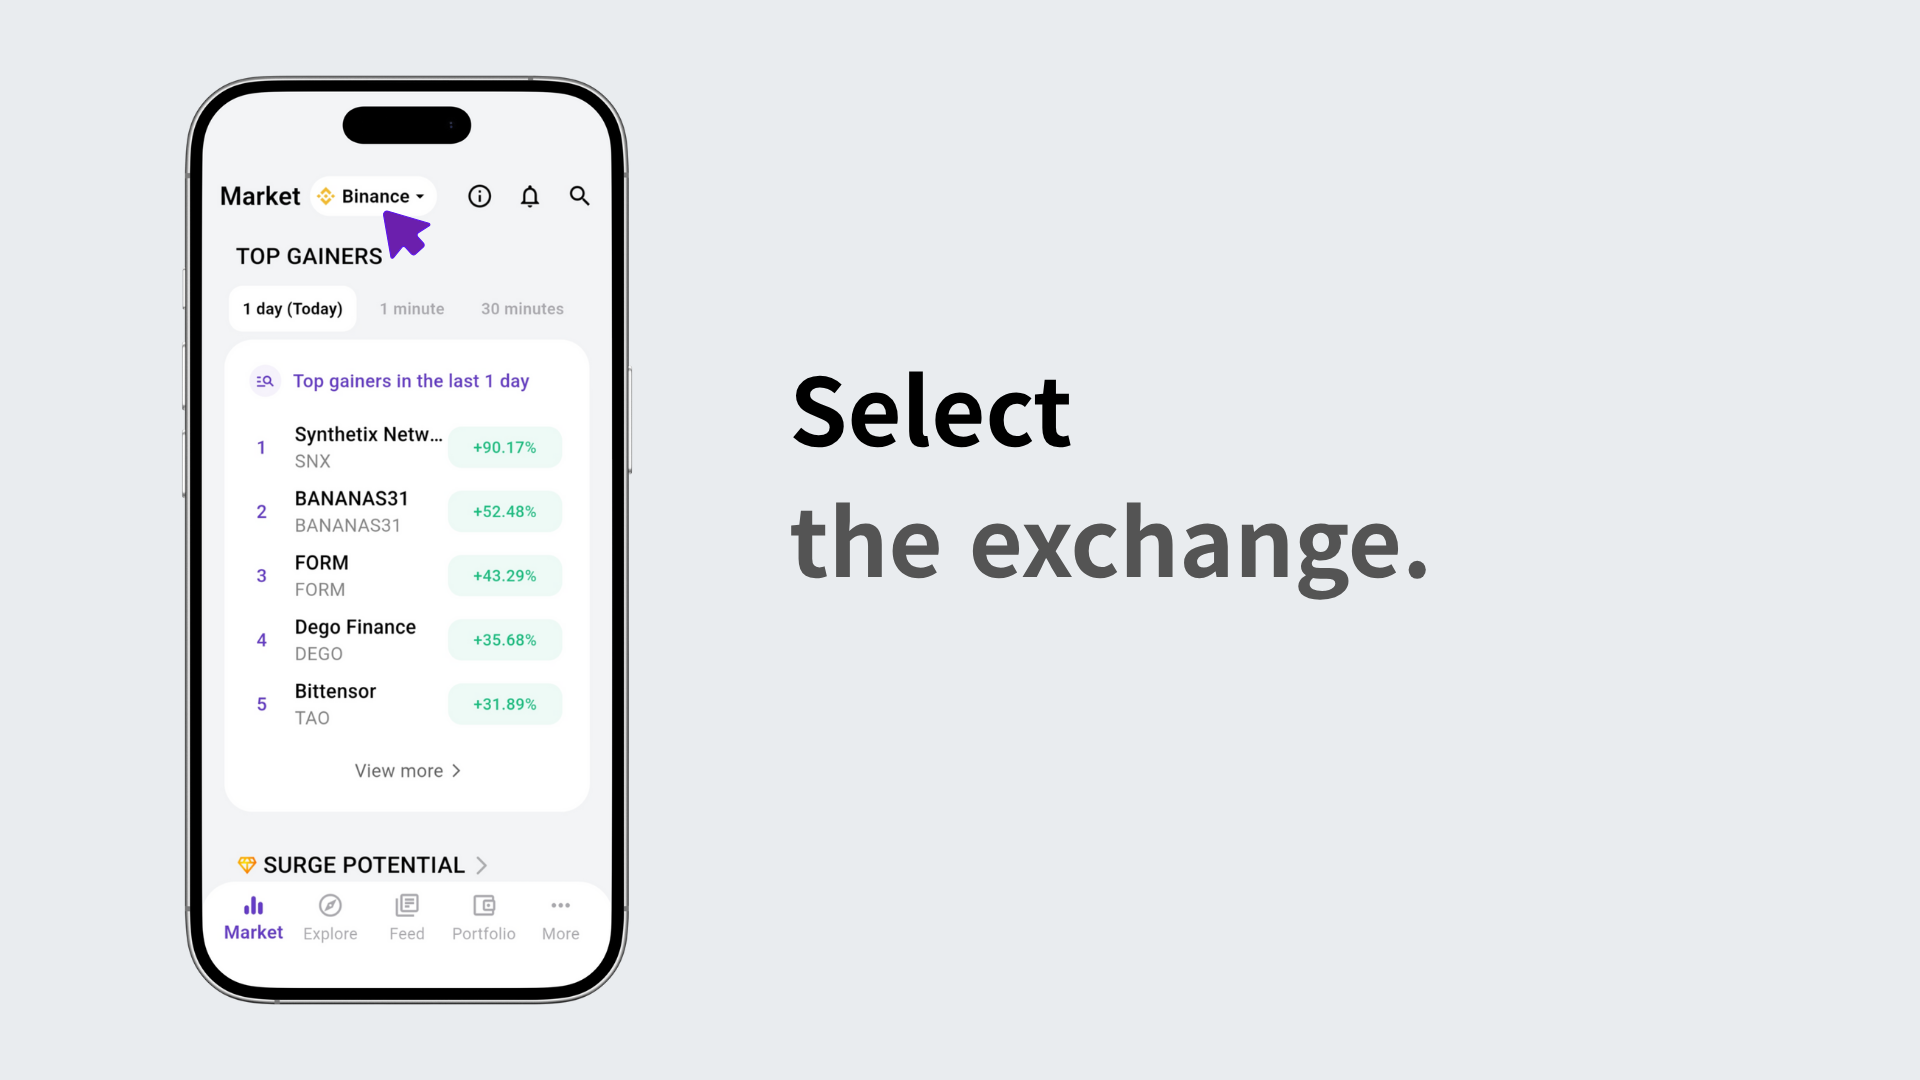 Market Binance
TOP GAINERS
1 day (Today) 1 minute 30 minutes
Top gainers in the last 1 day
1 Synthetix Netw... +90.17%
SNX
2 BANANAS31 +52.48%
BANANAS31
3 FORM +43.29%
FORM
4 Dego Finance +35.68%
DEGO
5 Bittensor +31.89%
TAO
View more
SURGE POTENTIAL
Market Explore Feed Portfolio More
Select
the exchange.